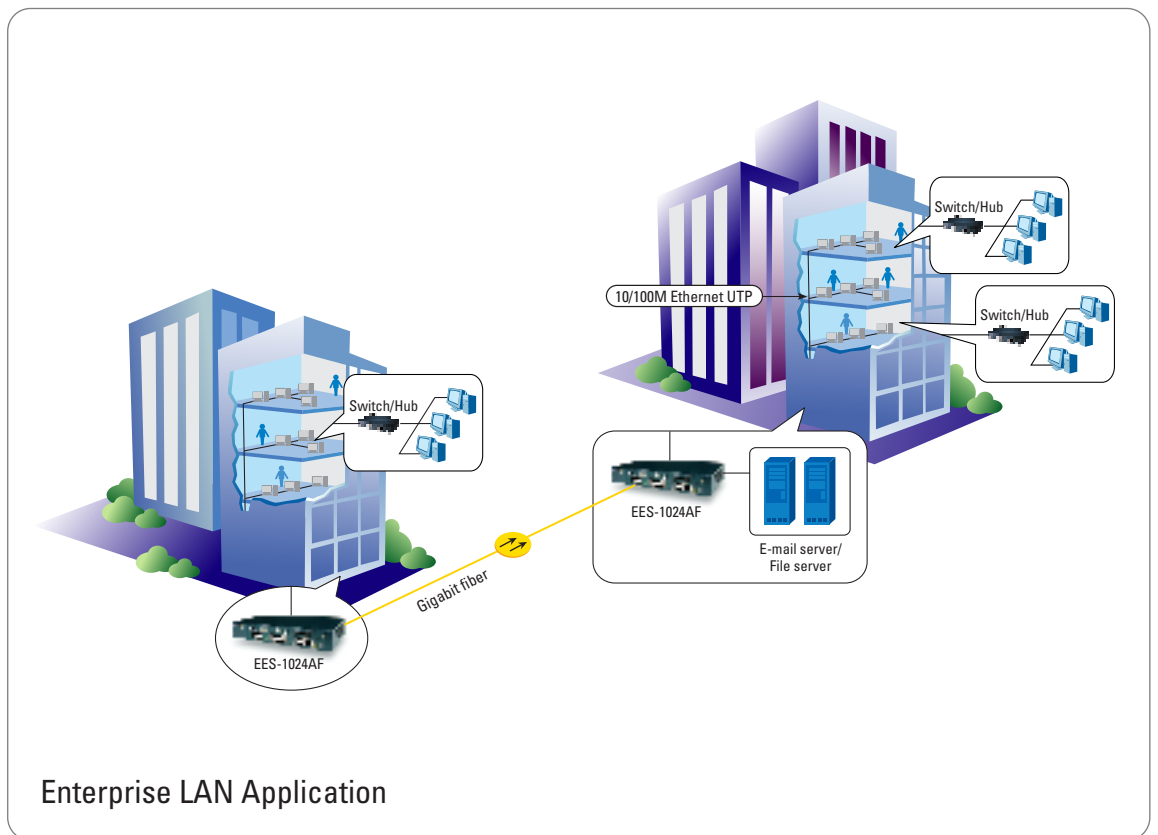 Switch/Hub
10/100M Ethernet UTP
Switch/Hub
Switch/Hub
EES-1024AF
E-mail server/
File server
Gigabit fiber
EES-1024AF
Enterprise LAN Application